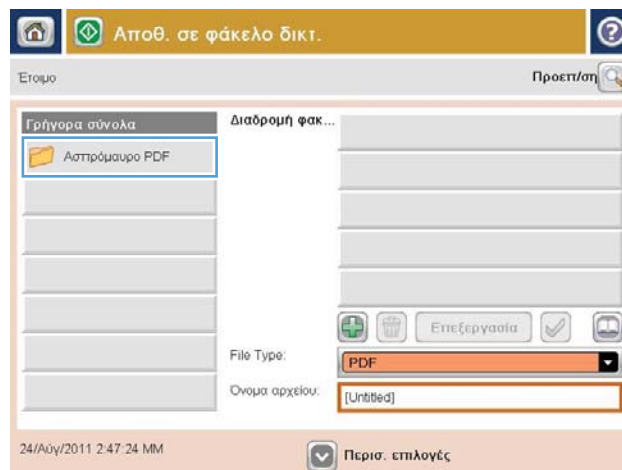 Αποθ. σε φάκελο δικτ.
Έτοιμο
Προεπ/ση
Γρήγορα σύνολα
Διαδρομή φακ...
Ασπρόμαυρο PDF
Επεξεργασία
File Type:
PDF
Όνομα αρχείου:
[Untitled]
24/Αύγ/2011 2:47:24 MM
Περισ. επιλογές